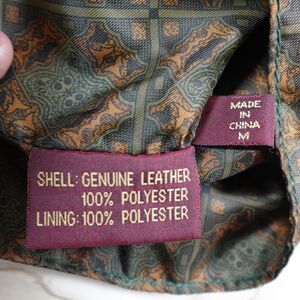 MADE
IN
CHINA
M
SHELL: GENUINE LEATHER
100% POLYESTER
LINING: 100% POLYESTER